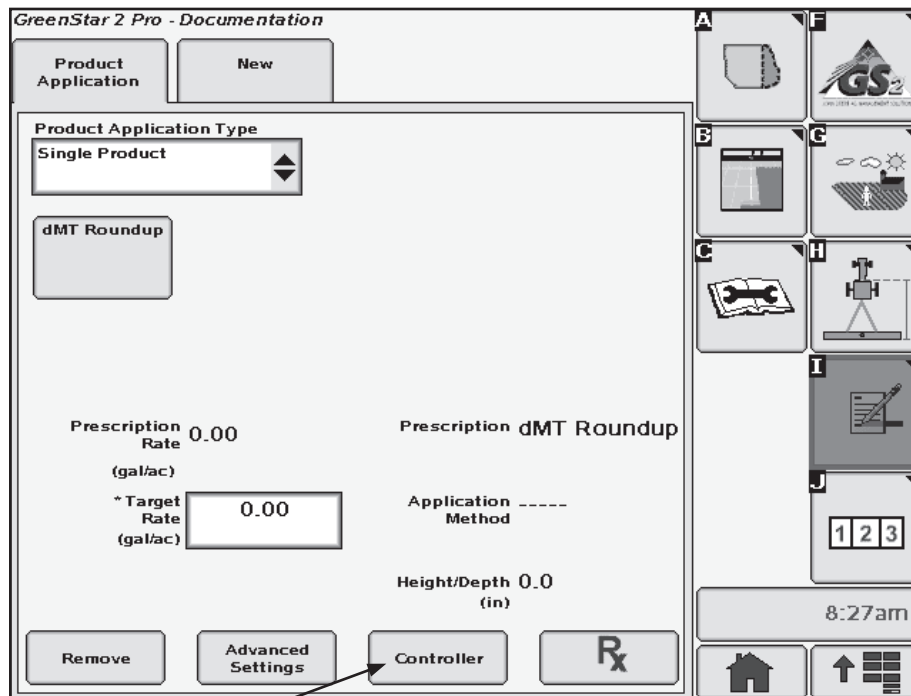 GreenStar 2 Pro - Documentation
Product
Application
New
Product Application Type
Single Product
dMT Roundup
Prescription
Rate
0.00
(gal/ac)
*Target
Rate
(gal/ac)
0.00
Prescription dMT Roundup
Application
Method
-----
Height/Depth 0.0
(in)
Remove
Advanced
Settings
Controller
Rx
A
B
C
F
GS2
G
H
I
J
1 2 3
8:27am